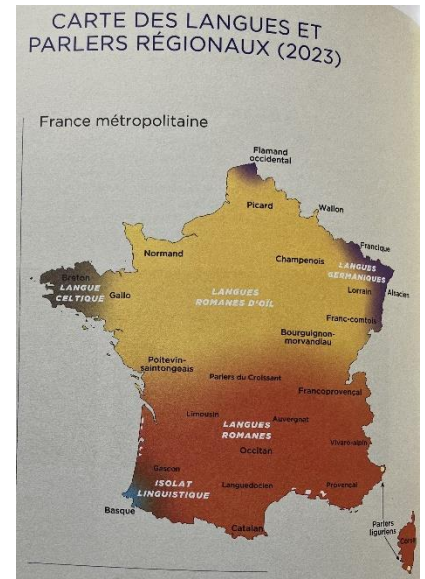 CARTE DES LANGUES ET
PARLERS RÉGIONAUX (2023)
France métropolitaine
Flamand
occidental
Picard
Wallon
Francique
Normand
Champenois
LANGUES
GERMANIQUES
Breton
LANGUE
CELTIQUE
Gallo
LANGUES
ROMANES D'OÏL
Lorrain
Alsacien
Franc-comtois
Bourguignon-
morvandiau
Poitevin-
saintongeais
Parlers du Croissant
Francoprovençal
Limousin
Auvergnat
LANGUES
ROMANES
Vivaro-alpin
Occitan
Gascon
ISOLAT
LINGUISTIQUE
Languedocien
Provençal
Basque
Catalan
Parlers
liguriens
Corse